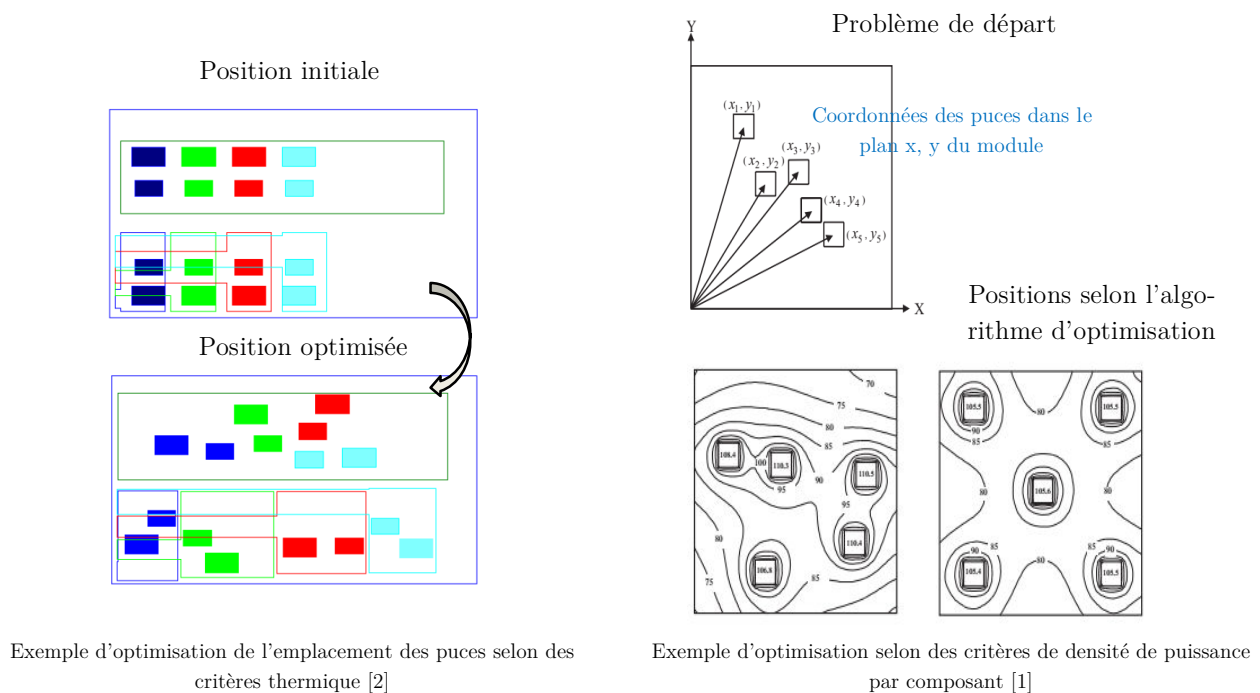 Position initiale
Position optimisée
Exemple d'optimisation de l'emplacement des puces selon des
critères thermique [2]
Problème de départ
Y
(x₁, y₁)
Coordonnées des puces dans le
plan x, y du module
(x₃, y₃)
(x₂, y₂)
(x₄, y₄)
(x₅, y₅)
X
Positions selon l'algo-
rithme d'optimisation
70
75
80
85
108.4
100
110.3
90
110.5
95
95
110.4
80
106.8
75
85
105.5
80
105.5
90
85
85
80
105.6
80
80
85
85
90
90
105.4
105.5
Exemple d'optimisation selon des critères de densité de puissance
par composant [1]